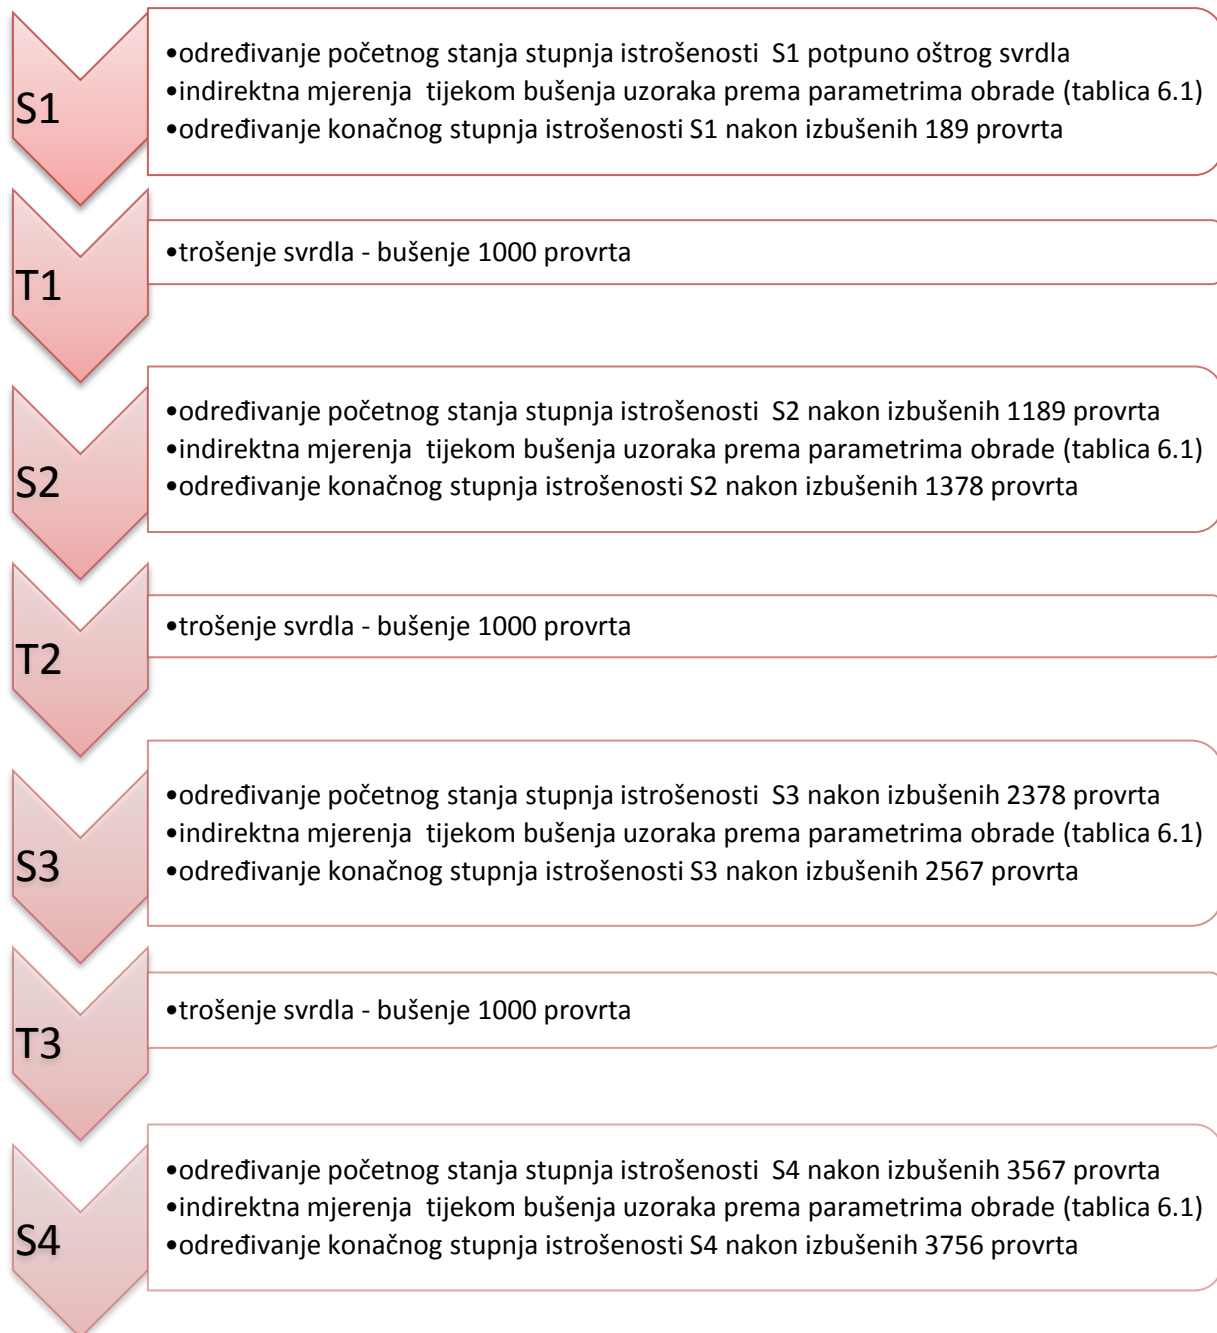 S1
•određivanje početnog stanja stupnja istrošenosti  S1 potpuno oštrog svrdla
•indirektna mjerenja  tijekom bušenja uzoraka prema parametrima obrade (tablica 6.1)
•određivanje konačnog stupnja istrošenosti S1 nakon izbušenih 189 provrta
T1
•trošenje svrdla - bušenje 1000 provrta
S2
•određivanje početnog stanja stupnja istrošenosti  S2 nakon izbušenih 1189 provrta
•indirektna mjerenja  tijekom bušenja uzoraka prema parametrima obrade (tablica 6.1)
•određivanje konačnog stupnja istrošenosti S2 nakon izbušenih 1378 provrta
T2
•trošenje svrdla - bušenje 1000 provrta
S3
•određivanje početnog stanja stupnja istrošenosti  S3 nakon izbušenih 2378 provrta
•indirektna mjerenja  tijekom bušenja uzoraka prema parametrima obrade (tablica 6.1)
•određivanje konačnog stupnja istrošenosti S3 nakon izbušenih 2567 provrta
T3
•trošenje svrdla - bušenje 1000 provrta
S4
•određivanje početnog stanja stupnja istrošenosti  S4 nakon izbušenih 3567 provrta
•indirektna mjerenja  tijekom bušenja uzoraka prema parametrima obrade (tablica 6.1)
•određivanje konačnog stupnja istrošenosti S4 nakon izbušenih 3756 provrta